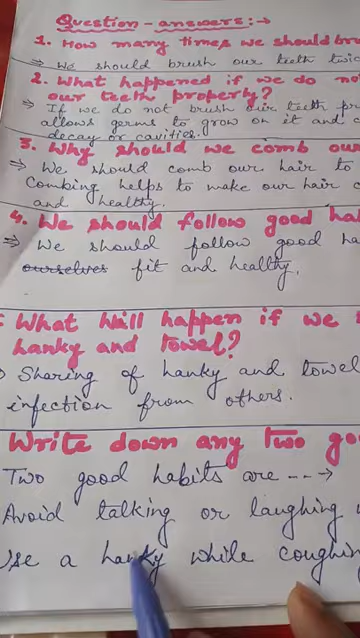 Question-answers:→
1. How many times we should bru
⇒ We should brush our teeth twic
2. What happened if we do no
our teeth property?
⇒ If we do not brush our teeth pr
allows germs to grow on it and c
decay or cavities.
3. Why should we comb our
⇒ We should comb our hair to
Combing helps to make our hair
and healthy.
4. We should follow good hab
⇒ We should follow good ha
ourselves fit and healthy.
What will happen if we s
hanky and towel?
Sharing of hanky and towel
infection from others.
Write down any two goo
Two good habits are ---→
Avoid talking or laughing
Use a hanky while coughin